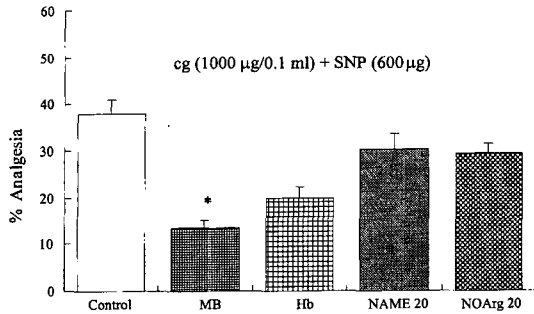 60
50
40
30
20
10
0
% Analgesia
cg (1000 μg/0.1 ml) + SNP (600 μg)
*
Control MB Hb NAME 20 NOArg 20